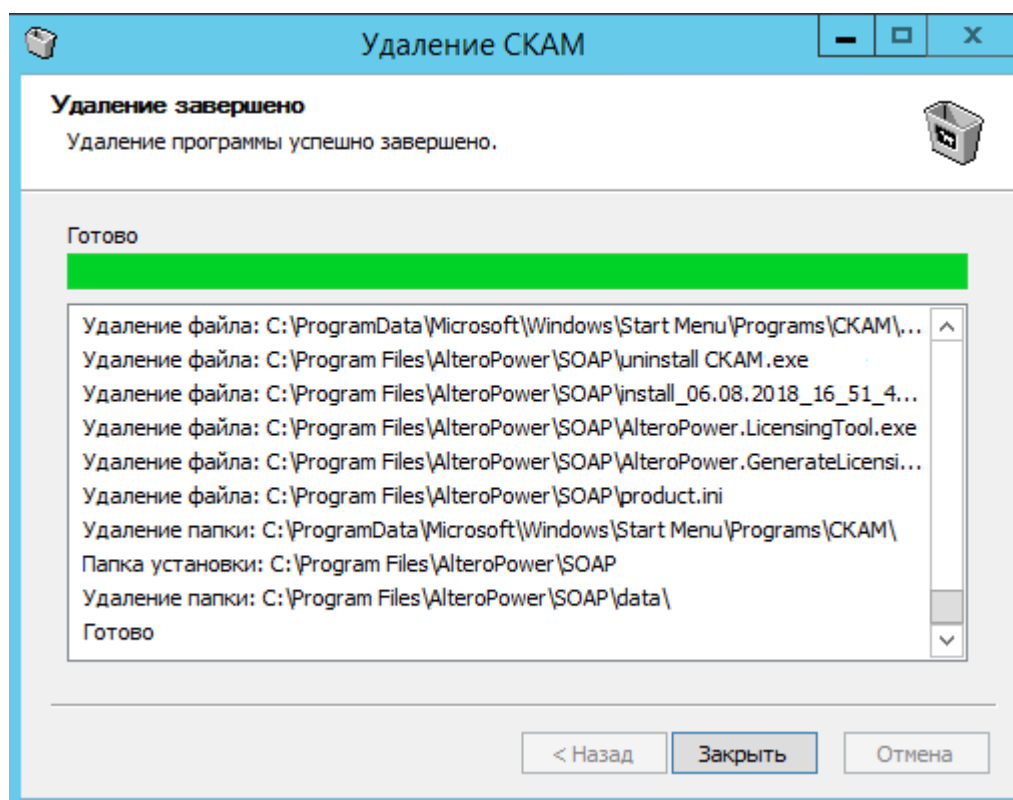 Удаление СКАМ
Удаление завершено
Удаление программы успешно завершено.
Готово
Удаление файла: C:\ProgramData\Microsoft\Windows\Start Menu\Programs\СКАМ\...
Удаление файла: C:\Program Files\AlteroPower\SOAP\uninstall СКАМ.exe
Удаление файла: C:\Program Files\AlteroPower\SOAP\install_06.08.2018_16_51_4...
Удаление файла: C:\Program Files\AlteroPower\SOAP\AlteroPower.LicensingTool.exe
Удаление файла: C:\Program Files\AlteroPower\SOAP\AlteroPower.GenerateLicensi...
Удаление файла: C:\Program Files\AlteroPower\SOAP\product.ini
Удаление папки: C:\ProgramData\Microsoft\Windows\Start Menu\Programs\СКАМ\
Папка установки: C:\Program Files\AlteroPower\SOAP
Удаление папки: C:\Program Files\AlteroPower\SOAP\data\
Готово
< Назад Закрыть Отмена